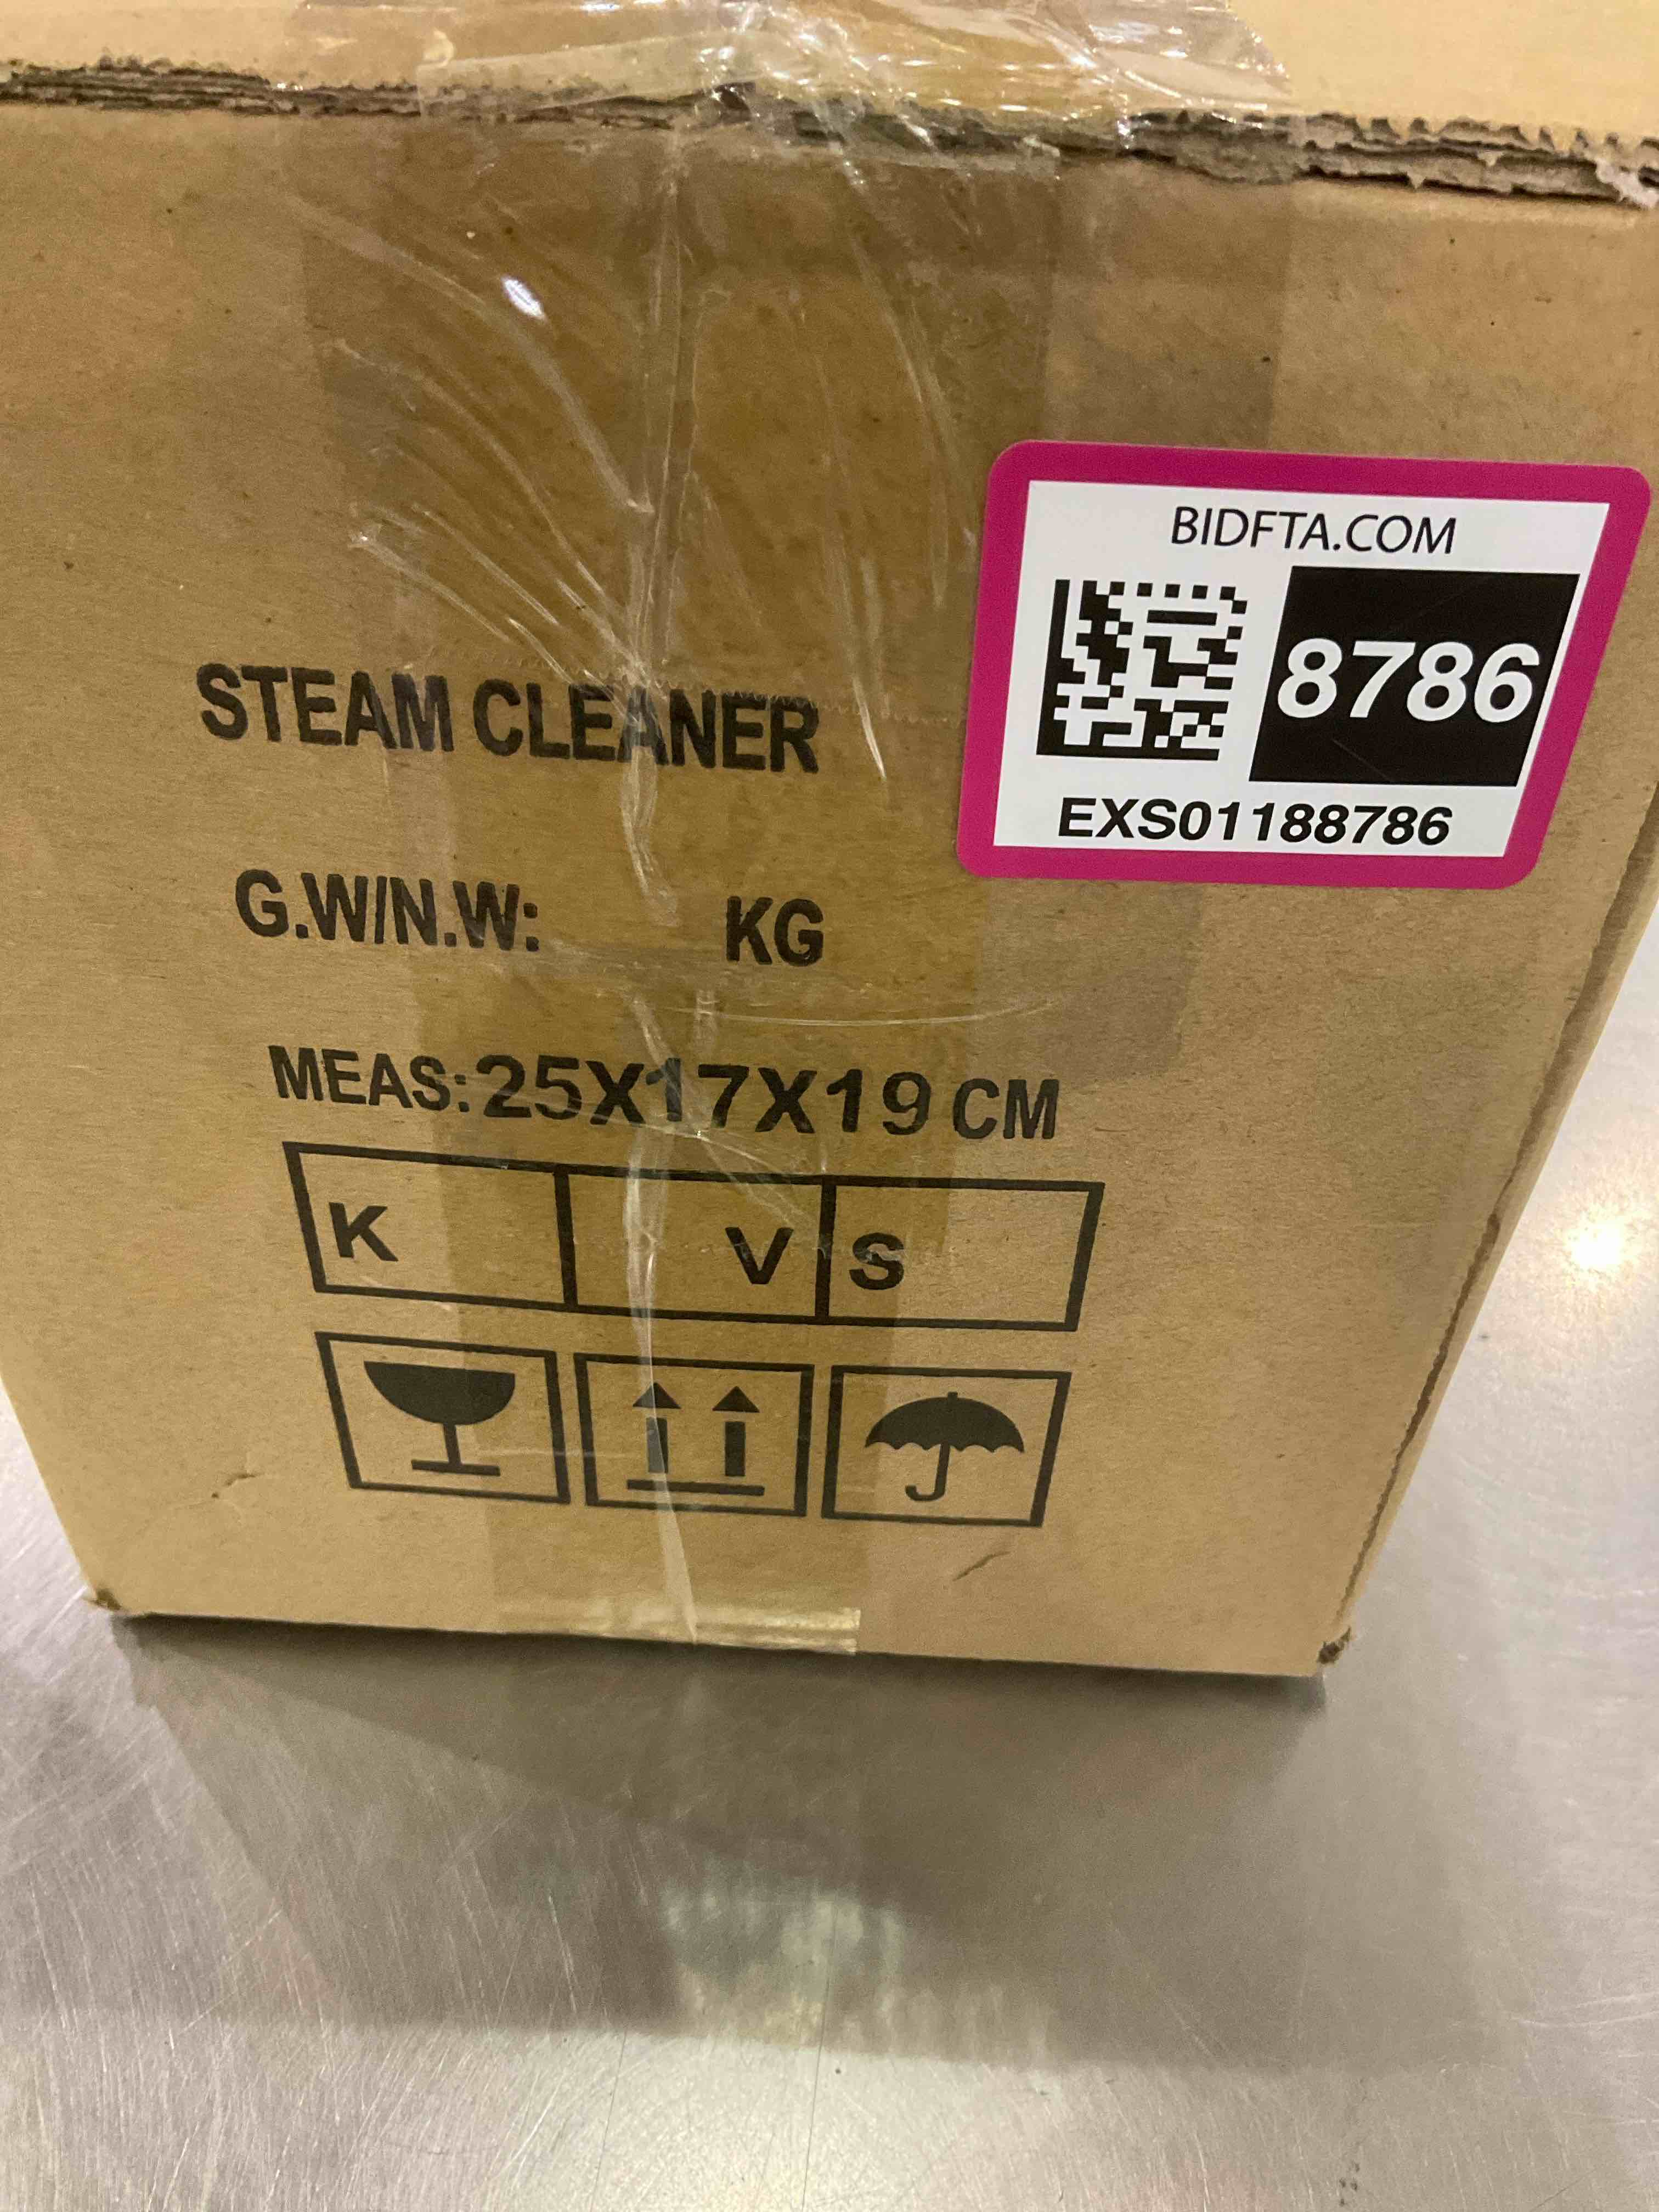 BIDFTA.COM
8786
EXS01188786
STEAM CLEANER
G.W/N.W: KG
MEAS:25X17X19 CM
K V S